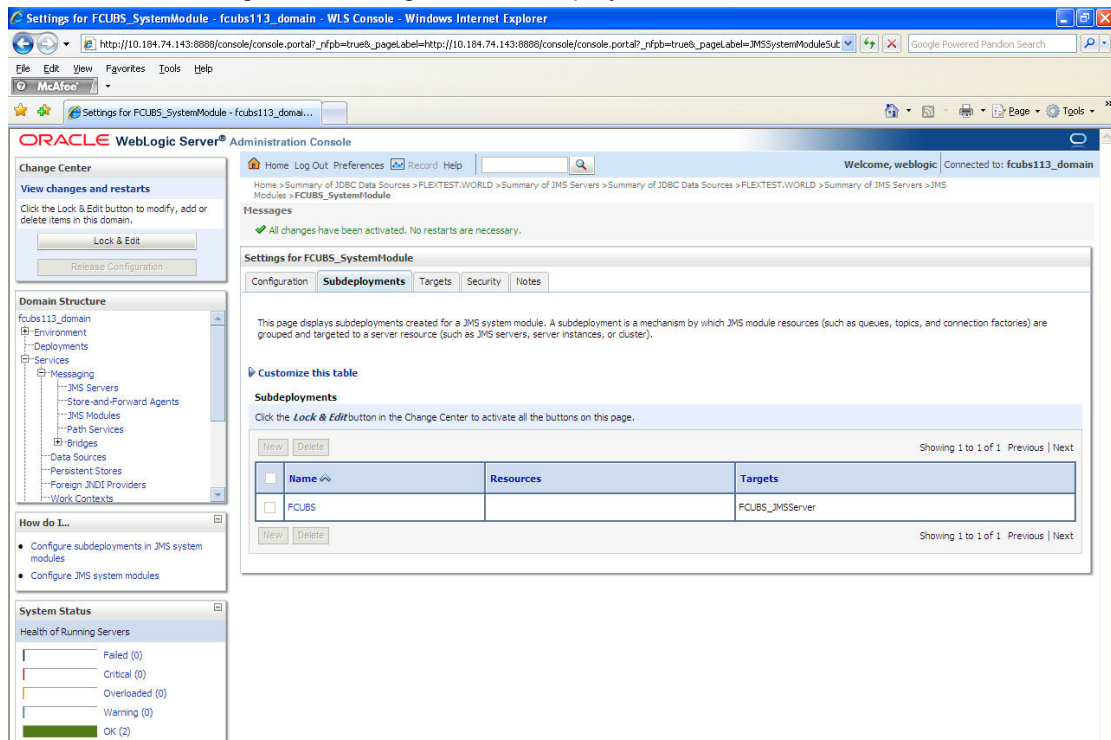 Settings for FCUBS_SystemModule - fcubs113_domain - WLS Console - Windows Internet Explorer
http://10.184.74.143:8888/console/console.portal?_nfpb=true&_pageLabel=http://10.184.74.143:8888/console/console.portal?_nfpb=true&_pageLabel=JMSSystemModuleSub
Google Powered Pandion Search
File Edit View Favorites Tools Help
McAfee
Settings for FCUBS_SystemModule - fcubs113_domai...
Page Tools
ORACLE WebLogic Server® Administration Console
Change Center
View changes and restarts
Click the Lock & Edit button to modify, add or
delete items in this domain.
Lock & Edit
Release Configuration
Domain Structure
fcubs113_domain
Environment
Deployments
Services
Messaging
JMS Servers
Store-and-Forward Agents
JMS Modules
Path Services
Bridges
Data Sources
Persistent Stores
Foreign JNDI Providers
Work Contexts
How do I...
Configure subdeployments in JMS system
modules
Configure JMS system modules
System Status
Health of Running Servers
Failed (0)
Critical (0)
Overloaded (0)
Warning (0)
OK (2)
Home Log Out Preferences Record Help
Welcome, weblogic Connected to: fcubs113_domain
Home >Summary of JDBC Data Sources >FLEXTEST.WORLD >Summary of JMS Servers >Summary of JDBC Data Sources >FLEXTEST.WORLD >Summary of JMS Servers >JMS
Modules >FCUBS_SystemModule
Messages
All changes have been activated. No restarts are necessary.
Settings for FCUBS_SystemModule
Configuration Subdeployments Targets Security Notes
This page displays subdeployments created for a JMS system module. A subdeployment is a mechanism by which JMS module resources (such as queues, topics, and connection factories) are
grouped and targeted to a server resource (such as JMS servers, server instances, or cluster).
Customize this table
Subdeployments
Click the Lock & Edit button in the Change Center to activate all the buttons on this page.
New Delete Showing 1 to 1 of 1 Previous | Next
Name Resources Targets
FCUBS FCUBS_JMSServer
New Delete Showing 1 to 1 of 1 Previous | Next